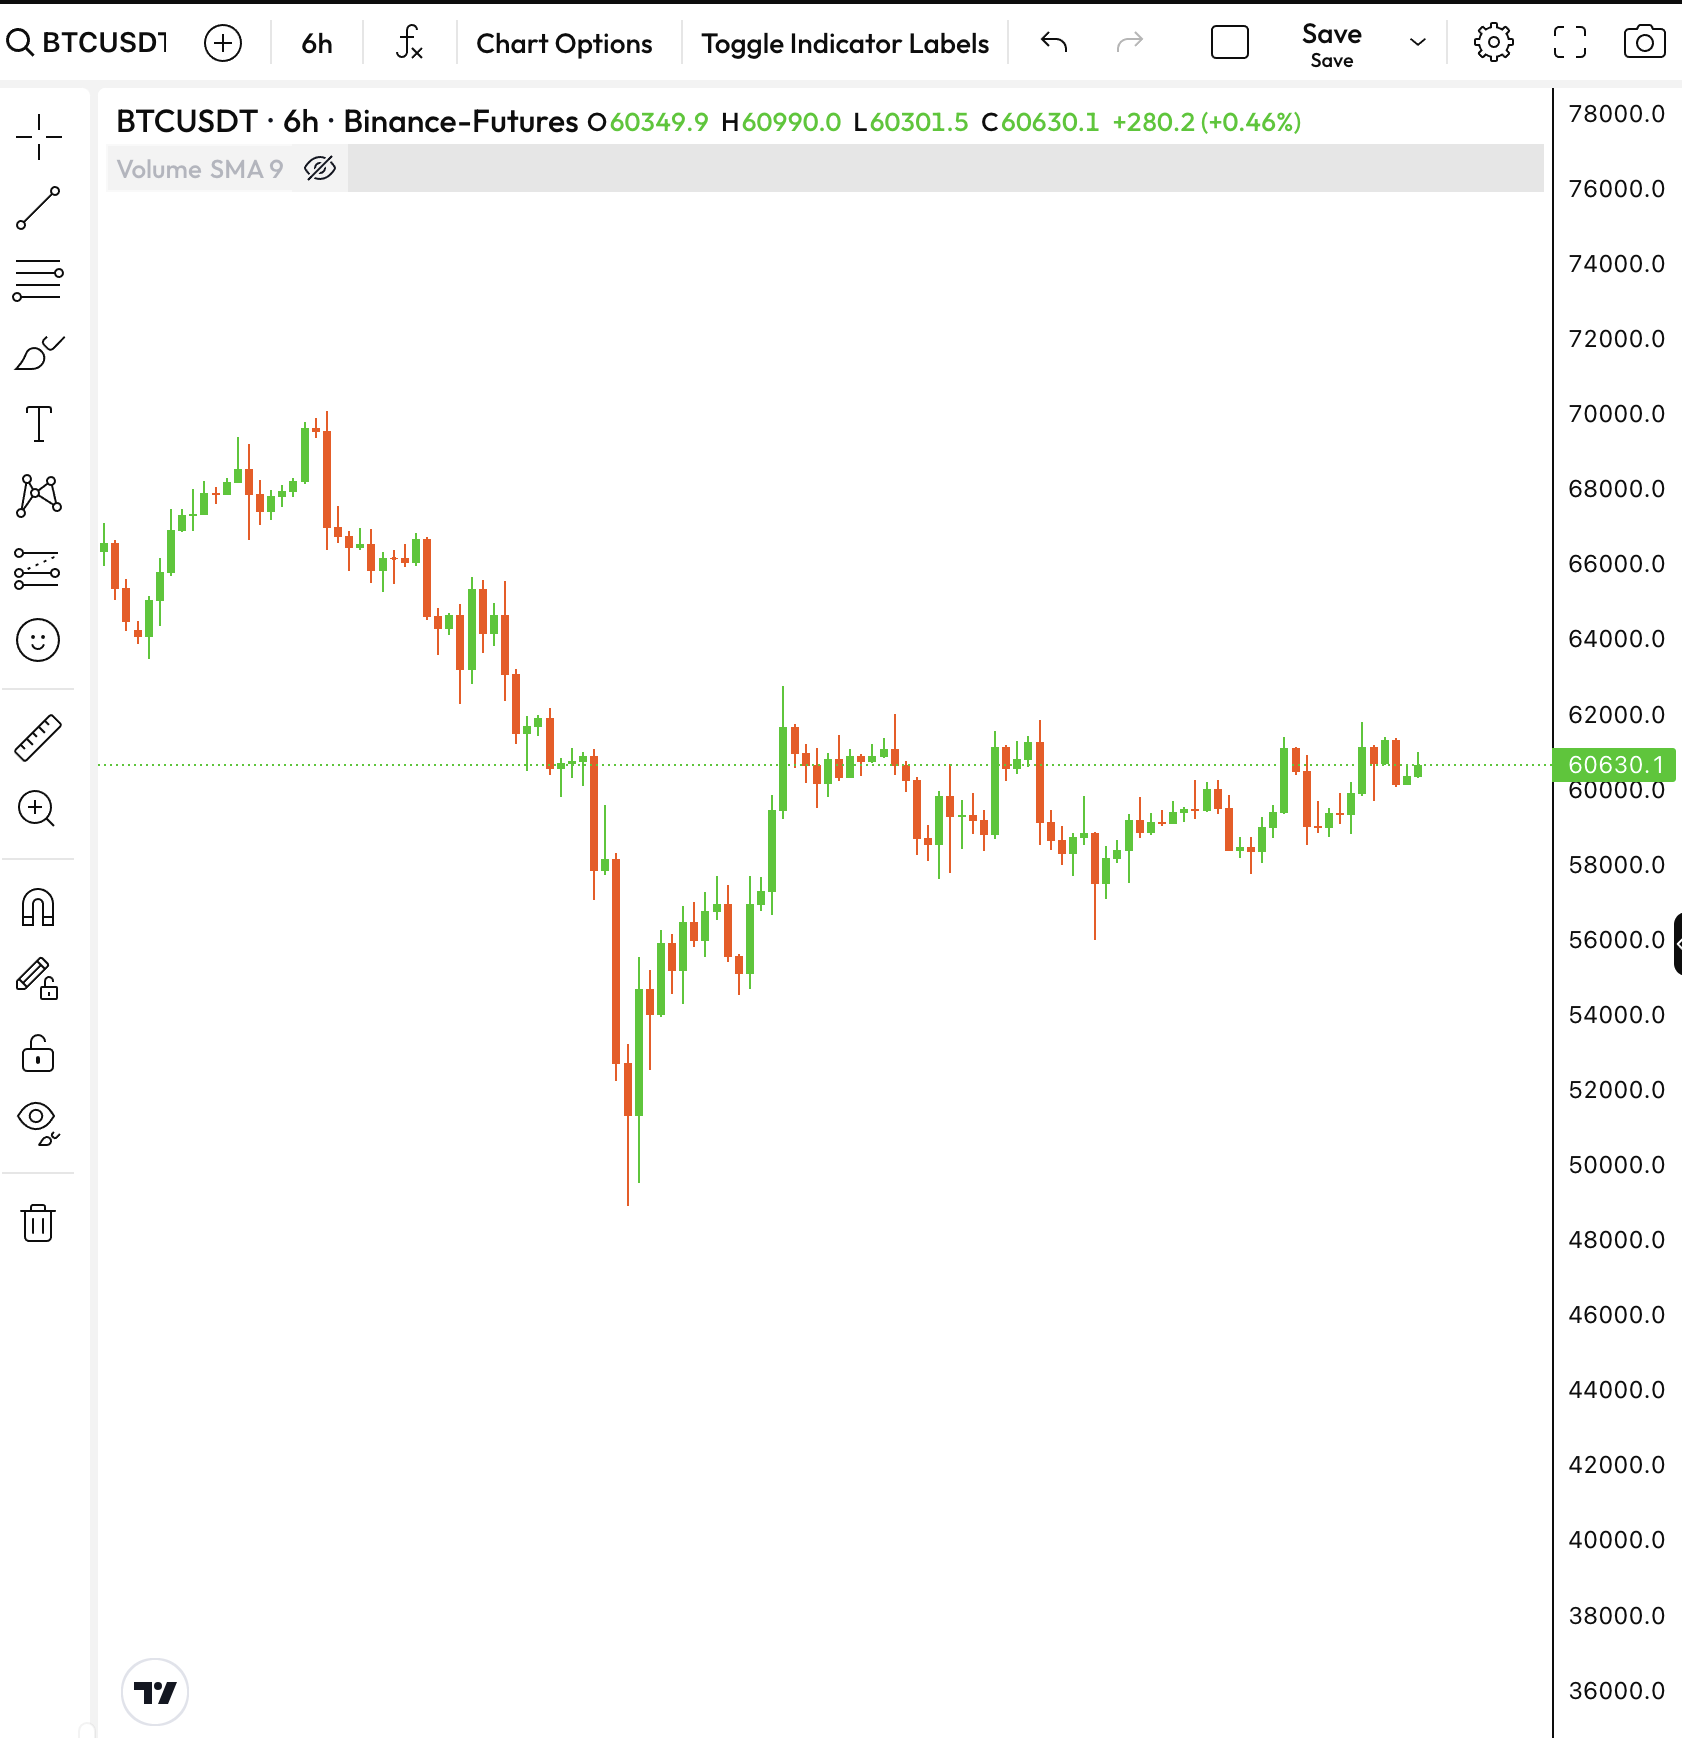 BTCUSDT
6h
Chart Options
Toggle Indicator Labels
Save
Save
BTCUSDT · 6h · Binance-Futures O60349.9 H60990.0 L60301.5 C60630.1 +280.2 (+0.46%)
Volume SMA 9
78000.0
76000.0
74000.0
72000.0
70000.0
68000.0
66000.0
64000.0
62000.0
60630.1
60000.0
58000.0
56000.0
54000.0
52000.0
50000.0
48000.0
46000.0
44000.0
42000.0
40000.0
38000.0
36000.0